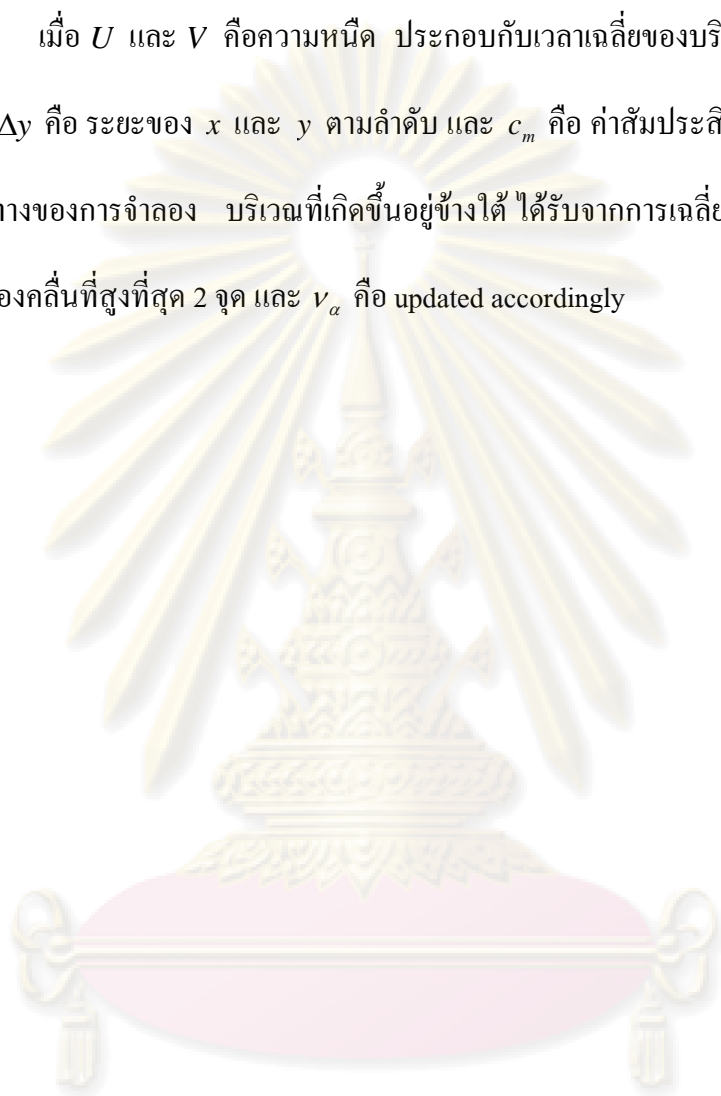 เมื่อ U และ V คือความหนืด ประกอบกับเวลาเฉลี่ยของบริ
Δy คือ ระยะของ x และ y ตามลำดับ และ c_m คือ ค่าสัมประสิ
ทางของการจำลอง บริเวณที่เกิดขึ้นอยู่ข้างใต้ ได้รับจากการเฉลี่ย
องคลื่นที่สูงที่สุด 2 จุด และ ν_α คือ updated accordingly